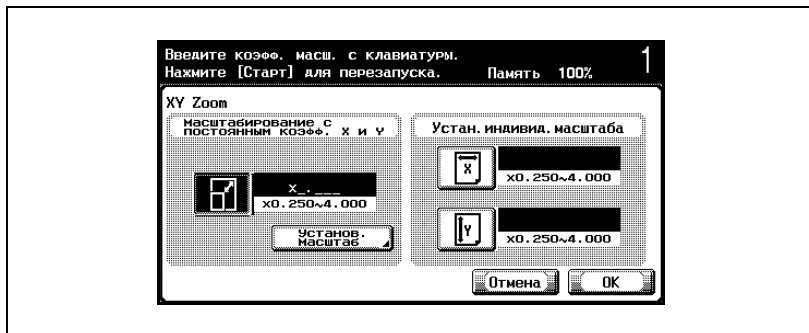 Введите коэфф. масш. с клавиатуры.
Нажмите [Старт] для перезапуска. Память 100% 1
XY Zoom
Масштабирование с
постоянным коэфф. X и Y
x_.___
x0.250~4.000
Установ.
Масштаб
Устан. индивид. масштаба
X
x0.250~4.000
Y
x0.250~4.000
Отмена
OK